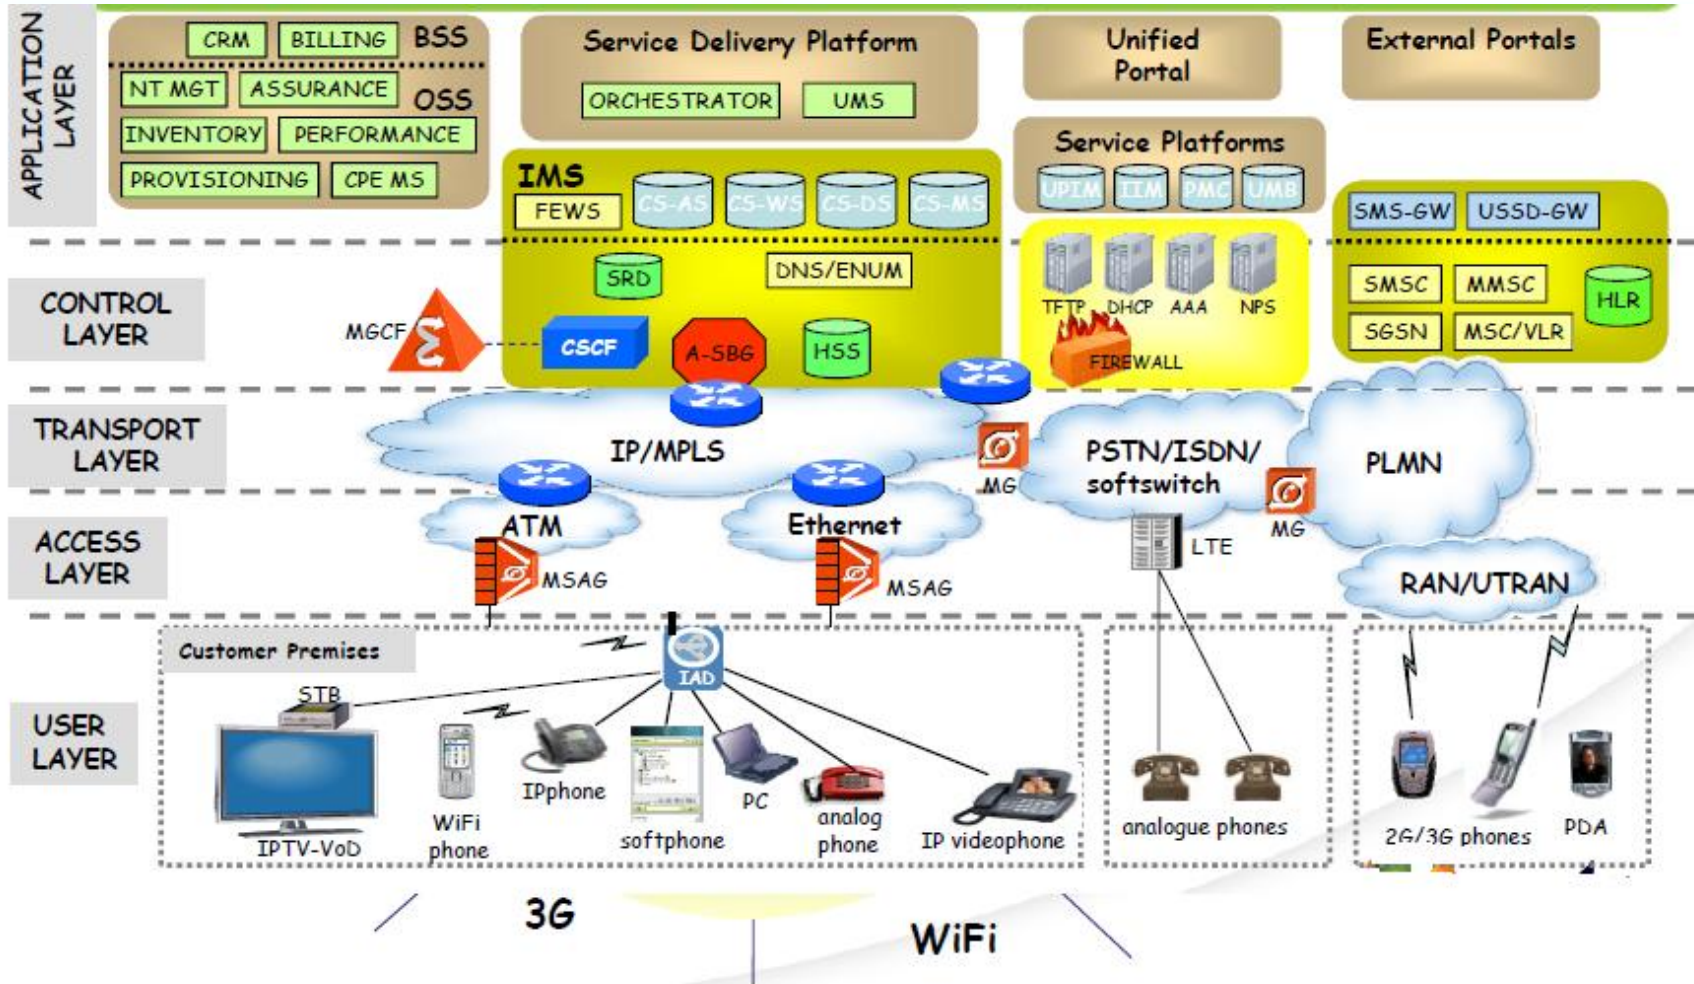 APPLICATION
LAYER
CRM
BILLING
BSS
NT MGT
ASSURANCE
OSS
INVENTORY
PERFORMANCE
PROVISIONING
CPE MS
Service Delivery Platform
ORCHESTRATOR
UMS
Unified
Portal
External Portals
IMS
FEWS
CS-AS
CS-WS
CS-DS
CS-MS
Service Platforms
UPIM
IIM
PMC
UMB
SMS-GW
USSD-GW
CONTROL
LAYER
MGCF
SRD
DNS/ENUM
CSCF
A-SBG
HSS
TFTP
DHCP
AAA
NPS
FIREWALL
SMSC
MMSC
HLR
SGSN
MSC/VLR
TRANSPORT
LAYER
IP/MPLS
MG
PSTN/ISDN/
softswitch
MG
PLMN
ACCESS
LAYER
ATM
MSAG
Ethernet
MSAG
LTE
RAN/UTRAN
USER
LAYER
Customer Premises
STB
IAD
IPTV-VoD
WiFi
phone
IPphone
softphone
PC
analog
phone
IP videophone
analogue phones
2G/3G phones
PDA
3G
WiFi